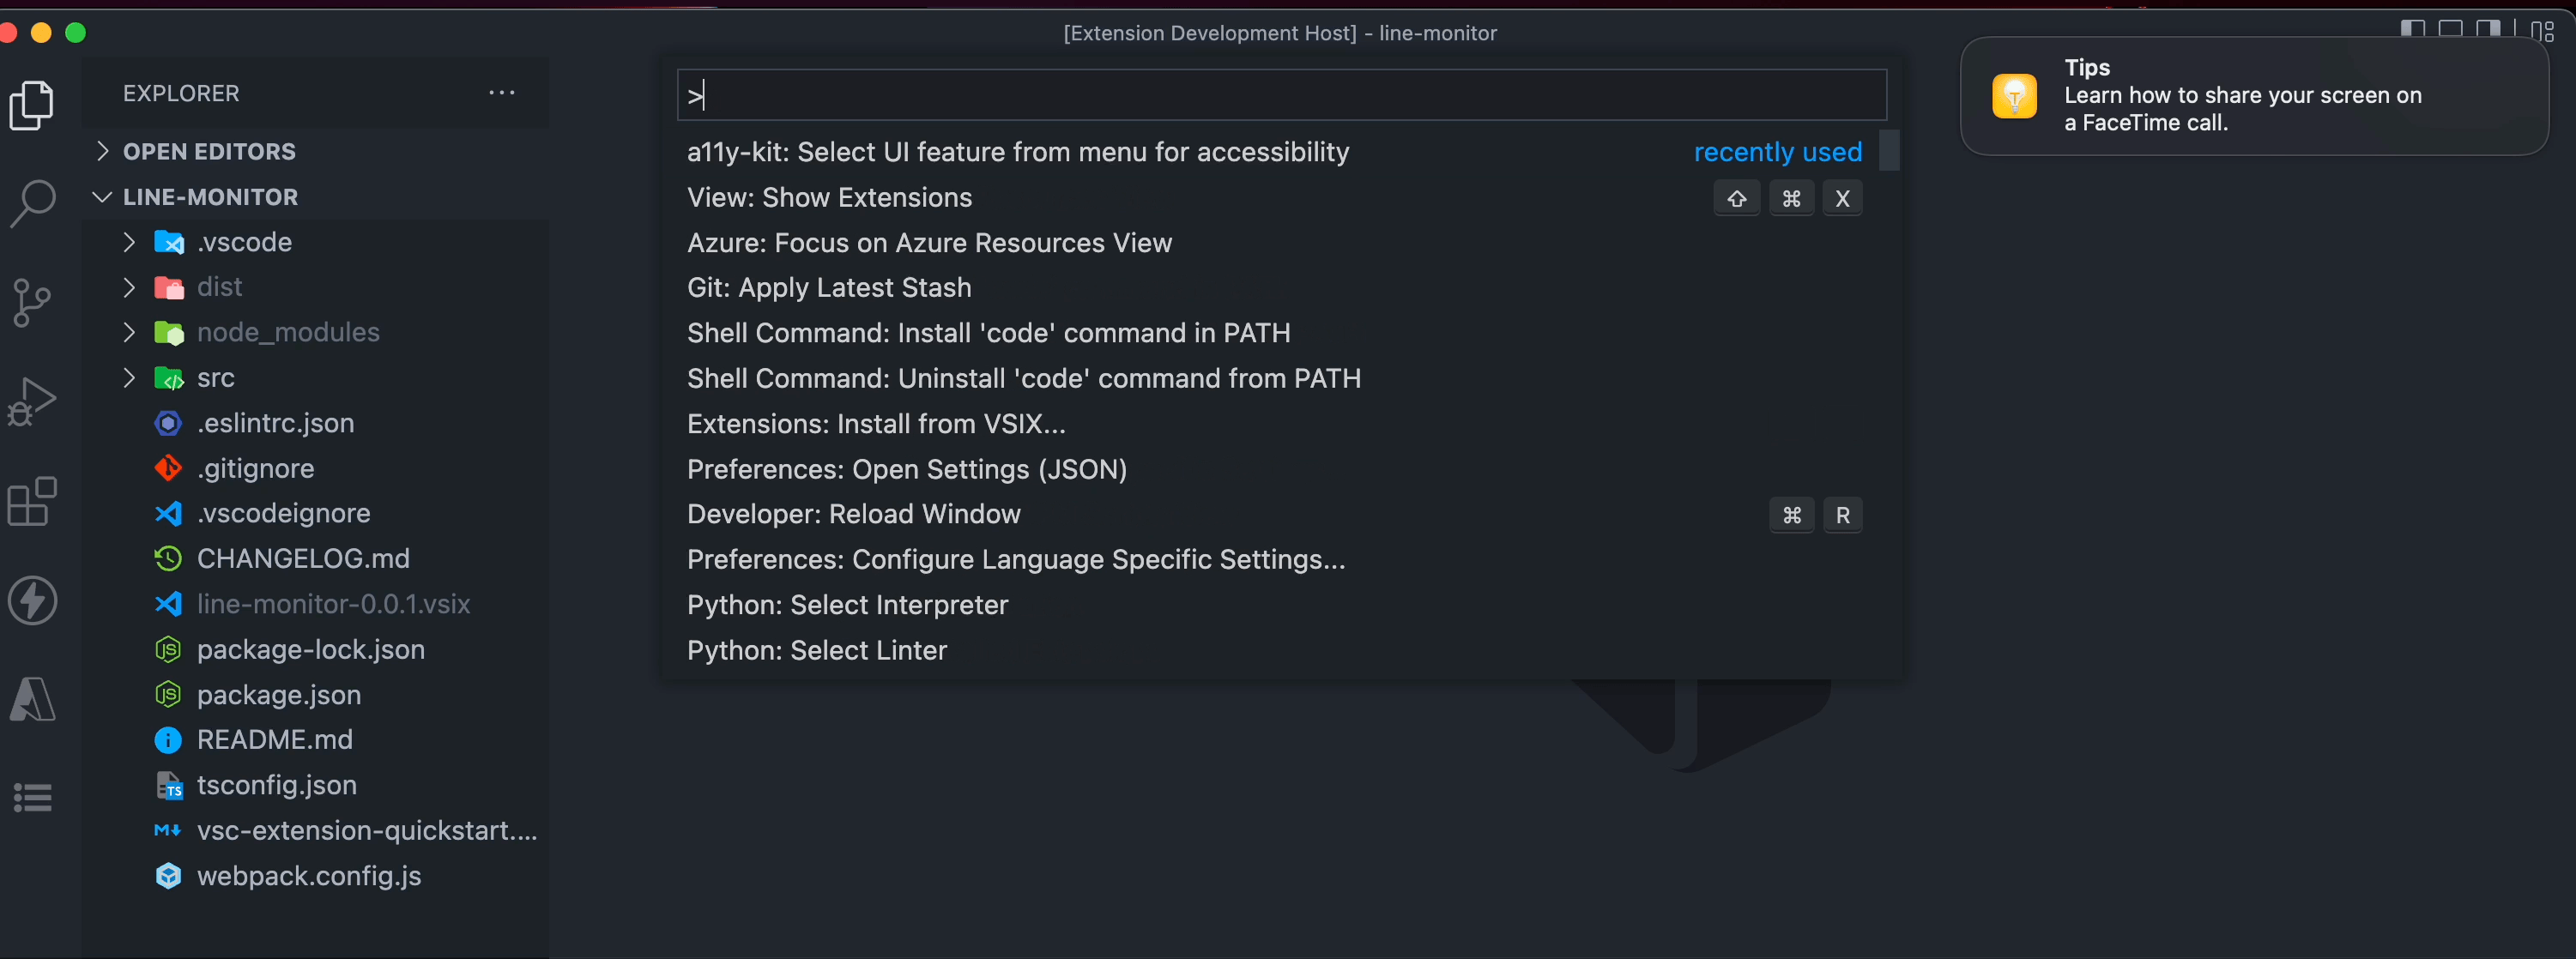 [Extension Development Host] - line-monitor
EXPLORER
OPEN EDITORS
LINE-MONITOR
.vscode
dist
node_modules
src
.eslintrc.json
.gitignore
.vscodeignore
CHANGELOG.md
line-monitor-0.0.1.vsix
package-lock.json
package.json
README.md
tsconfig.json
vsc-extension-quickstart....
webpack.config.js
>
a11y-kit: Select UI feature from menu for accessibility recently used
View: Show Extensions ⇧ ⌘ X
Azure: Focus on Azure Resources View
Git: Apply Latest Stash
Shell Command: Install 'code' command in PATH
Shell Command: Uninstall 'code' command from PATH
Extensions: Install from VSIX...
Preferences: Open Settings (JSON)
Developer: Reload Window ⌘ R
Preferences: Configure Language Specific Settings...
Python: Select Interpreter
Python: Select Linter
Tips
Learn how to share your screen on
a FaceTime call.